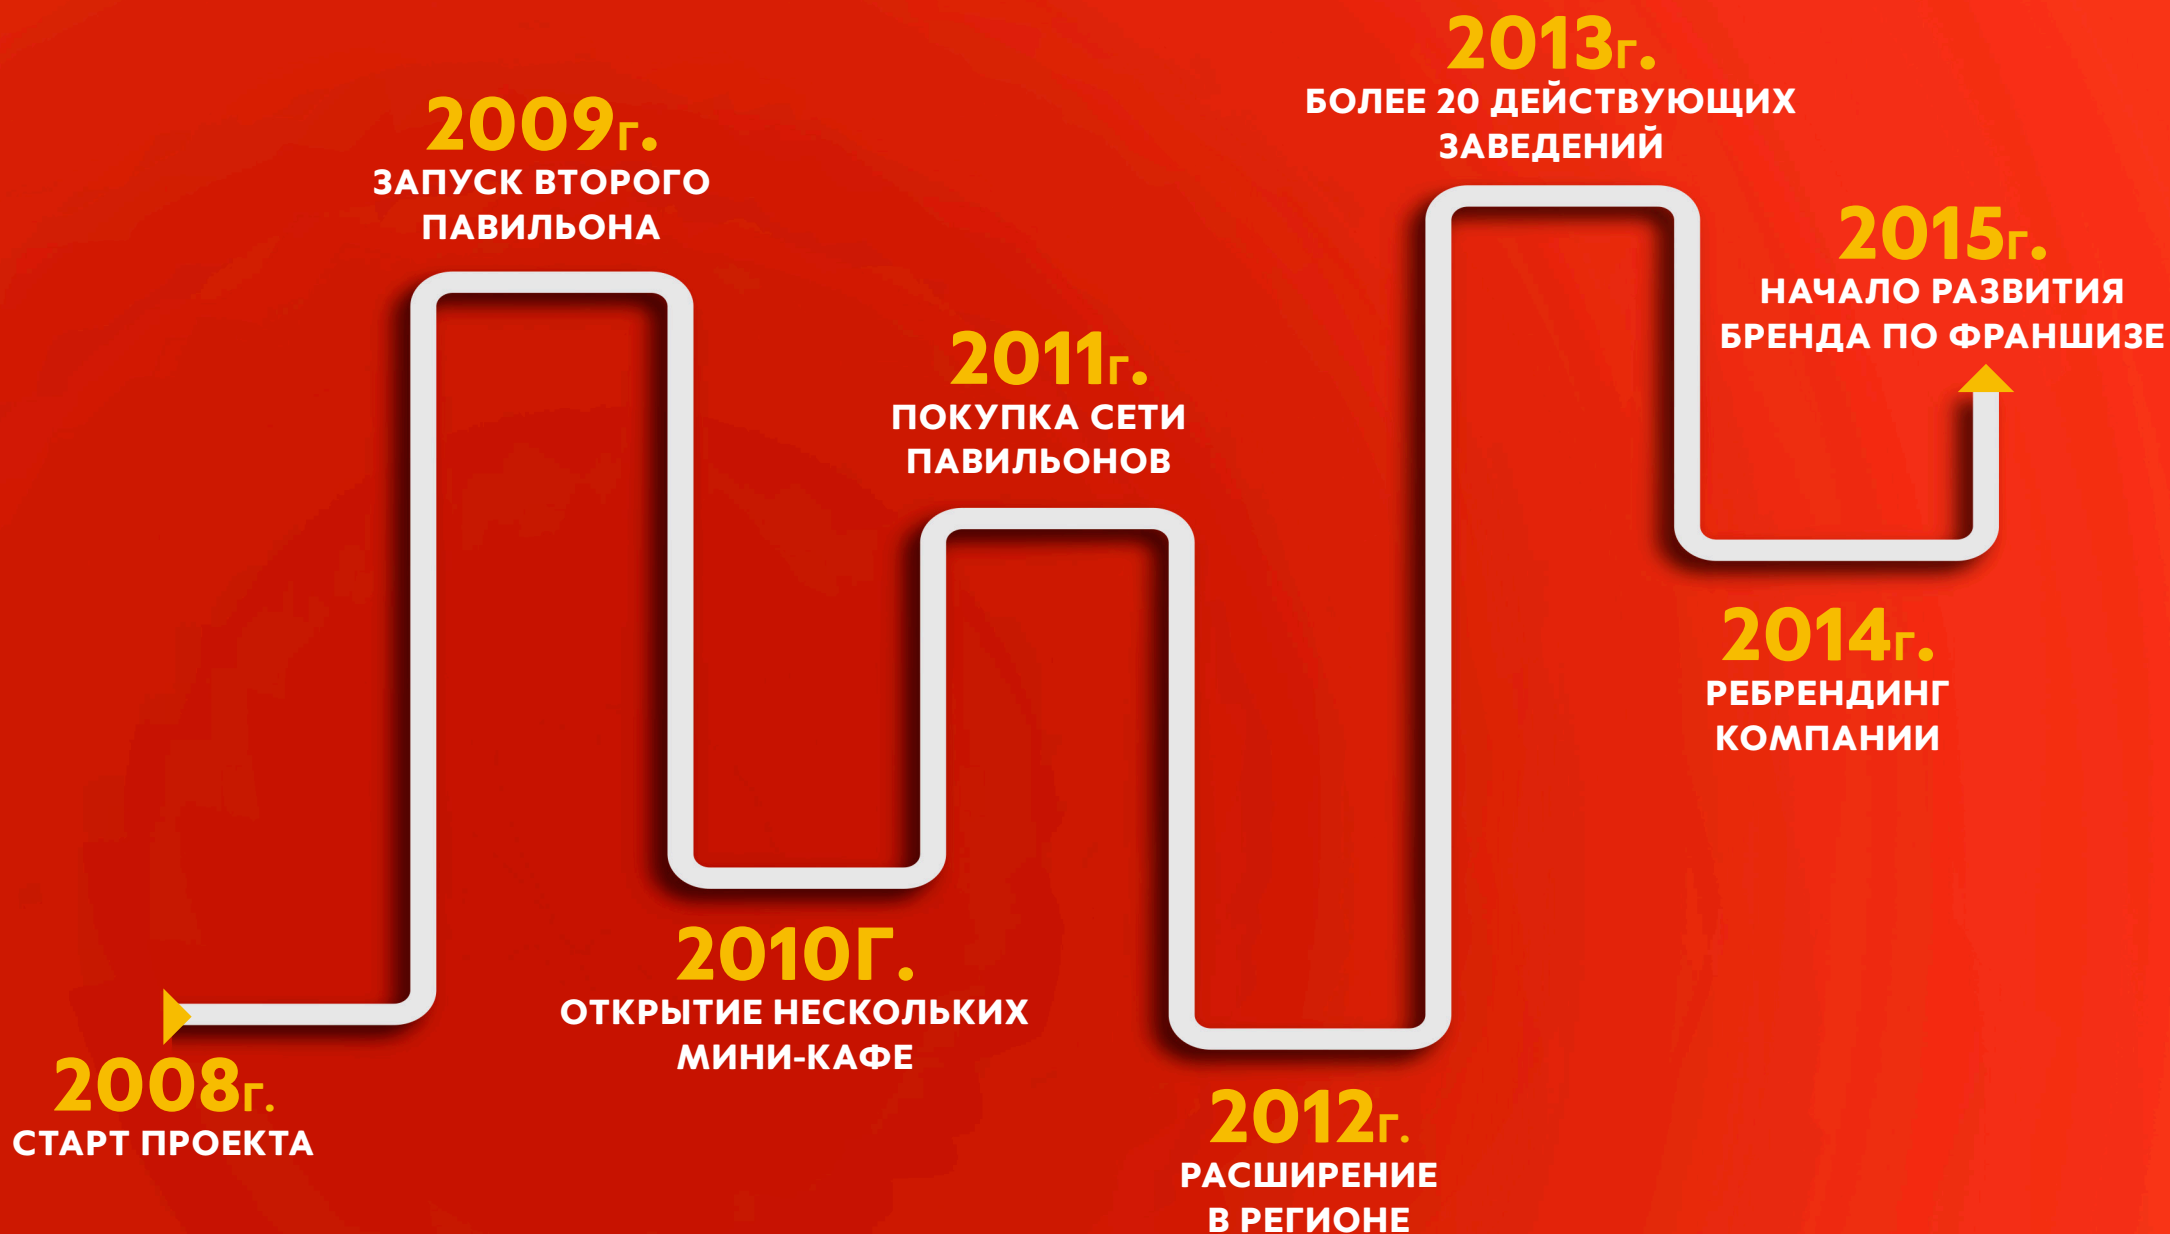 2008г.
СТАРТ ПРОЕКТА
2009г.
ЗАПУСК ВТОРОГО
ПАВИЛЬОНА
2010Г.
ОТКРЫТИЕ НЕСКОЛЬКИХ
МИНИ-КАФЕ
2011г.
ПОКУПКА СЕТИ
ПАВИЛЬОНОВ
2012г.
РАСШИРЕНИЕ
В РЕГИОНЕ
2013г.
БОЛЕЕ 20 ДЕЙСТВУЮЩИХ
ЗАВЕДЕНИЙ
2014г.
РЕБРЕНДИНГ
КОМПАНИИ
2015г.
НАЧАЛО РАЗВИТИЯ
БРЕНДА ПО ФРАНШИЗЕ